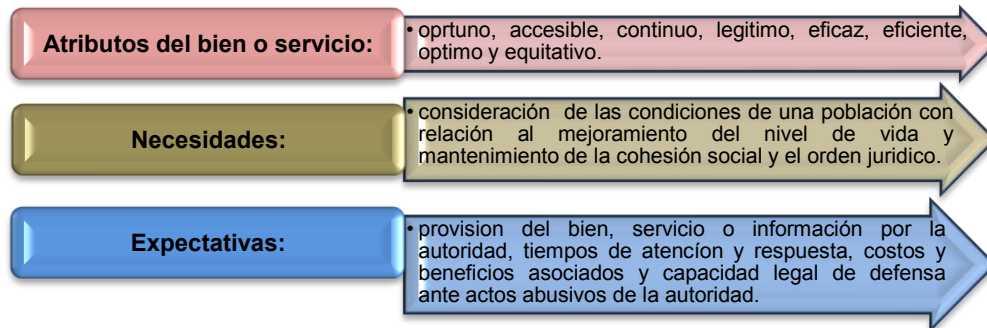 Atributos del bien o servicio:
• oprtuno, accesible, continuo, legitimo, eficaz, eficiente,
optimo y equitativo.
Necesidades:
• consideración de las condiciones de una población con
relación al mejoramiento del nivel de vida y
mantenimiento de la cohesión social y el orden juridico.
Expectativas:
• provision del bien, servicio o información por la
autoridad, tiempos de atencíon y respuesta, costos y
beneficios asociados y capacidad legal de defensa
ante actos abusivos de la autoridad.